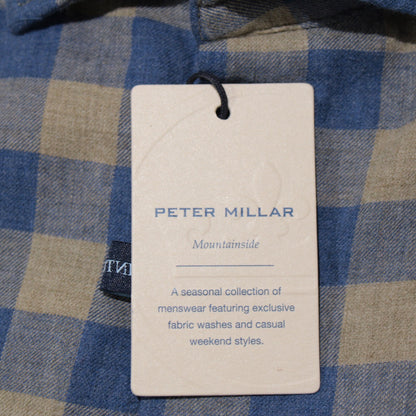 PETER MILLAR
Mountainside
A seasonal collection of
menswear featuring exclusive
fabric washes and casual
weekend styles.